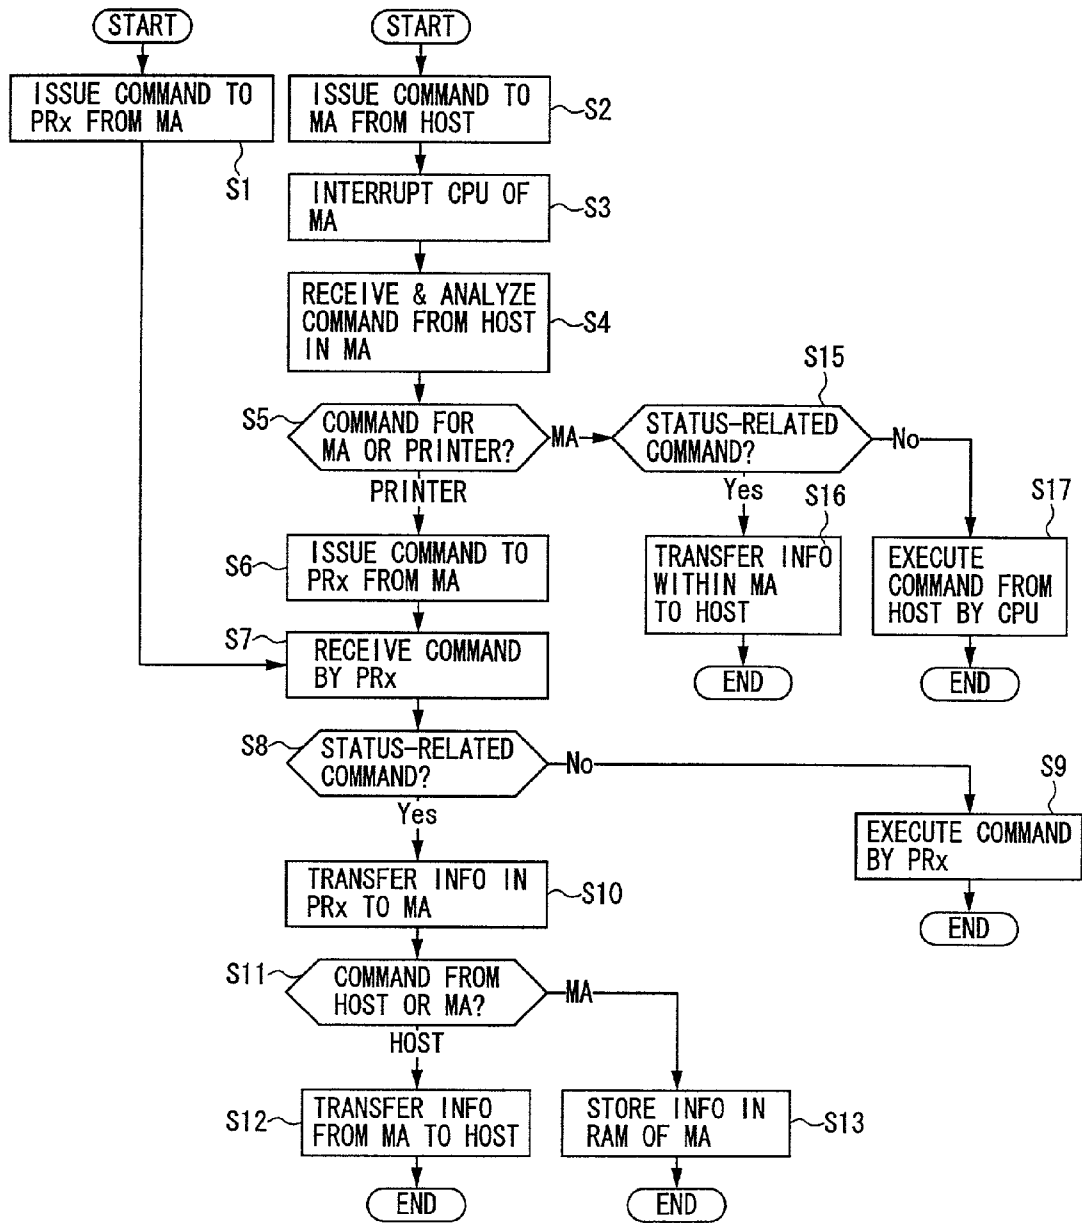 START
START
ISSUE COMMAND TO
PRx FROM MA
S1
ISSUE COMMAND TO
MA FROM HOST
S2
INTERRUPT CPU OF
MA
S3
RECEIVE & ANALYZE
COMMAND FROM HOST
IN MA
S4
S5
COMMAND FOR
MA OR PRINTER?
MA
PRINTER
S15
STATUS-RELATED
COMMAND?
No
Yes
S16
TRANSFER INFO
WITHIN MA
TO HOST
END
S17
EXECUTE
COMMAND FROM
HOST BY CPU
END
S6
ISSUE COMMAND TO
PRx FROM MA
S7
RECEIVE COMMAND
BY PRx
S8
STATUS-RELATED
COMMAND?
No
Yes
S9
EXECUTE COMMAND
BY PRx
END
TRANSFER INFO IN
PRx TO MA
S10
S11
COMMAND FROM
HOST OR MA?
MA
HOST
S12
TRANSFER INFO
FROM MA TO HOST
END
STORE INFO IN
RAM OF MA
S13
END